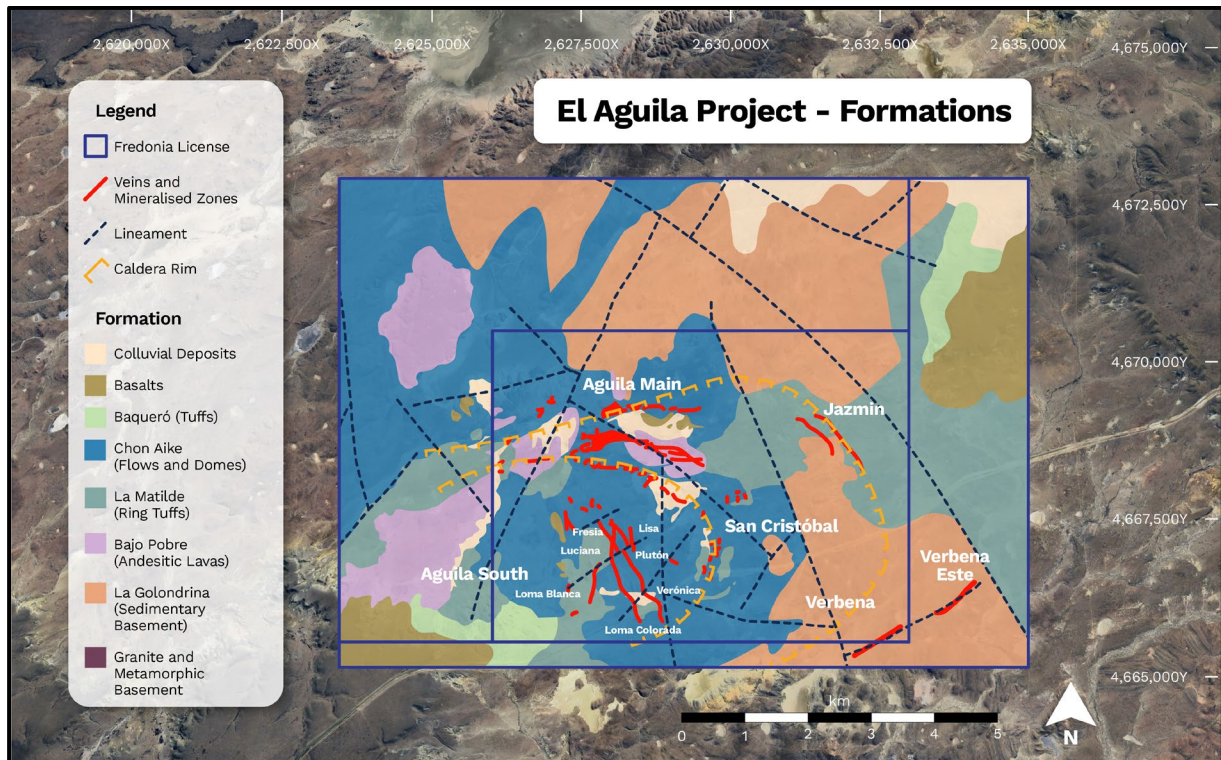 2,620,000X
2,622,500X
2,625,000X
2,627,500X
2,630,000X
2,632,500X
2,635,000X
4,675,000Y
El Aguila Project - Formations
Legend
Fredonia License
Veins and
Mineralised Zones
Lineament
Caldera Rim
Formation
Colluvial Deposits
Basalts
Baqueró (Tuffs)
Chon Aike
(Flows and Domes)
La Matilde
(Ring Tuffs)
Bajo Pobre
(Andesitic Lavas)
La Golondrina
(Sedimentary
Basement)
Granite and
Metamorphic
Basement
4,672,500Y
4,670,000Y
4,667,500Y
4,665,000Y
Aguila Main
Jazmin
San Cristóbal
Fresia
Lisa
Luciana
Plutón
Aguila South
Loma Blanca
Verónica
Loma Colorada
Verbena
Verbena
Este
km
0
1
2
3
4
5
N